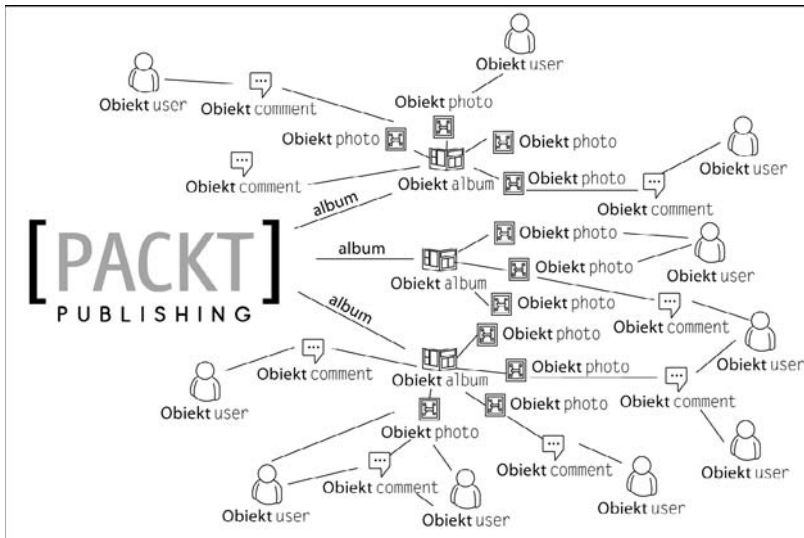 Obiekt user
Obiekt user
Obiekt comment
Obiekt photo
Obiekt photo
Obiekt photo
Obiekt user
Obiekt comment
Obiekt album
Obiekt photo
Obiekt comment
album
[PACKT]
PUBLISHING
album
Obiekt photo
Obiekt album
Obiekt photo
Obiekt user
Obiekt photo
Obiekt comment
album
Obiekt photo
Obiekt user
Obiekt comment
Obiekt album
Obiekt photo
Obiekt comment
Obiekt user
Obiekt photo
Obiekt photo
Obiekt user
Obiekt comment
Obiekt comment
Obiekt user
Obiekt user
Obiekt user